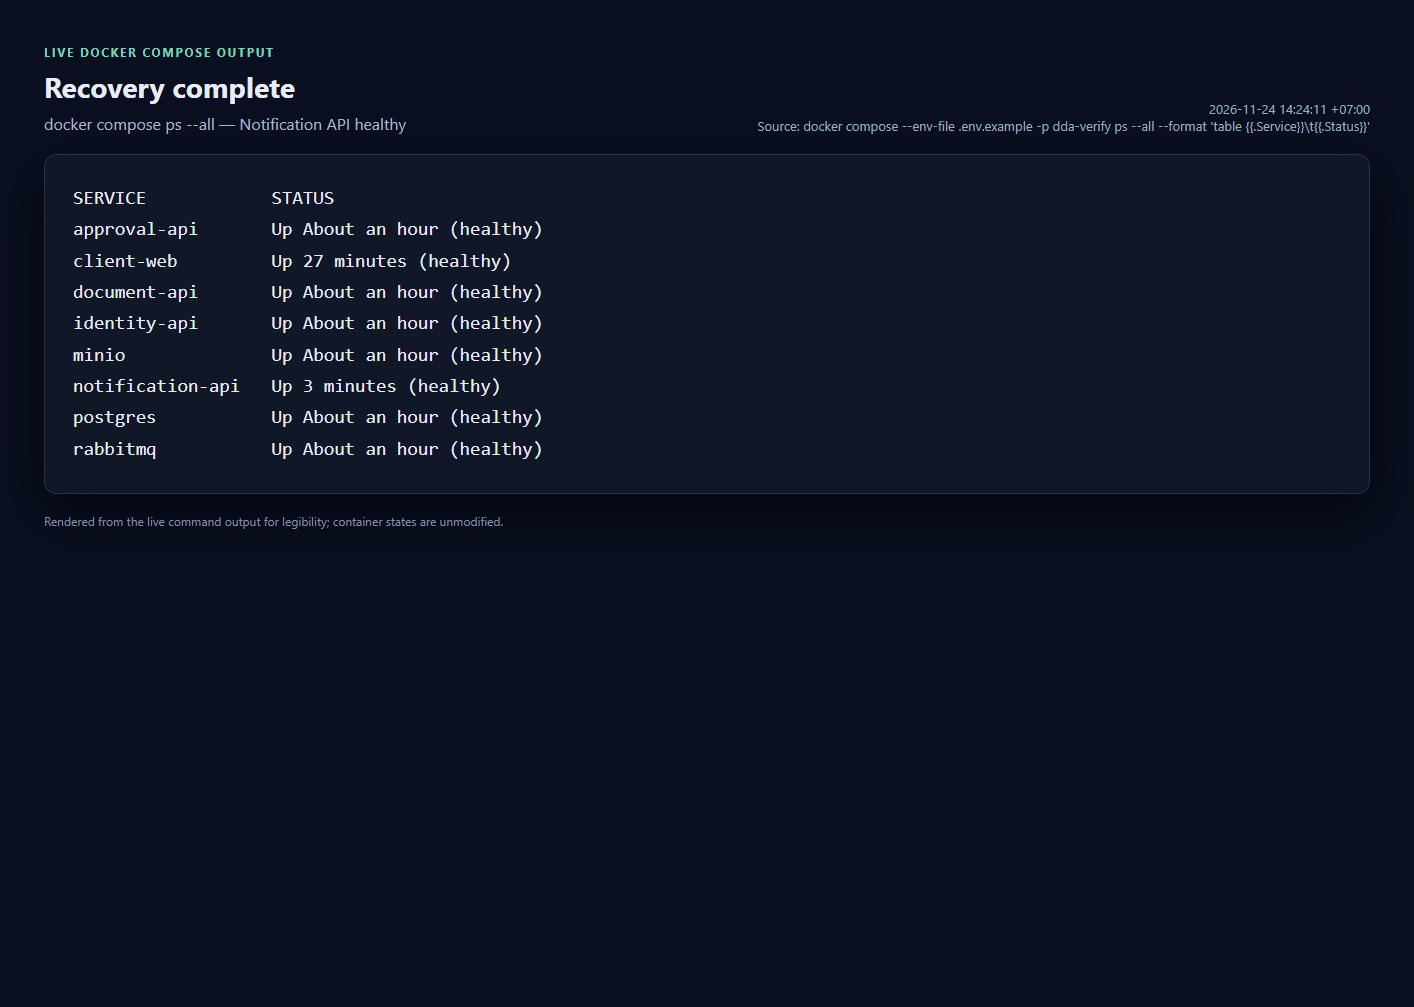 LIVE DOCKER COMPOSE OUTPUT
Recovery complete
docker compose ps --all — Notification API healthy
2026-11-24 14:24:11 +07:00
Source: docker compose --env-file .env.example -p dda-verify ps --all --format 'table {{.Service}}\t{{.Status}}'
SERVICE STATUS
approval-api Up About an hour (healthy)
client-web Up 27 minutes (healthy)
document-api Up About an hour (healthy)
identity-api Up About an hour (healthy)
minio Up About an hour (healthy)
notification-api Up 3 minutes (healthy)
postgres Up About an hour (healthy)
rabbitmq Up About an hour (healthy)
Rendered from the live command output for legibility; container states are unmodified.